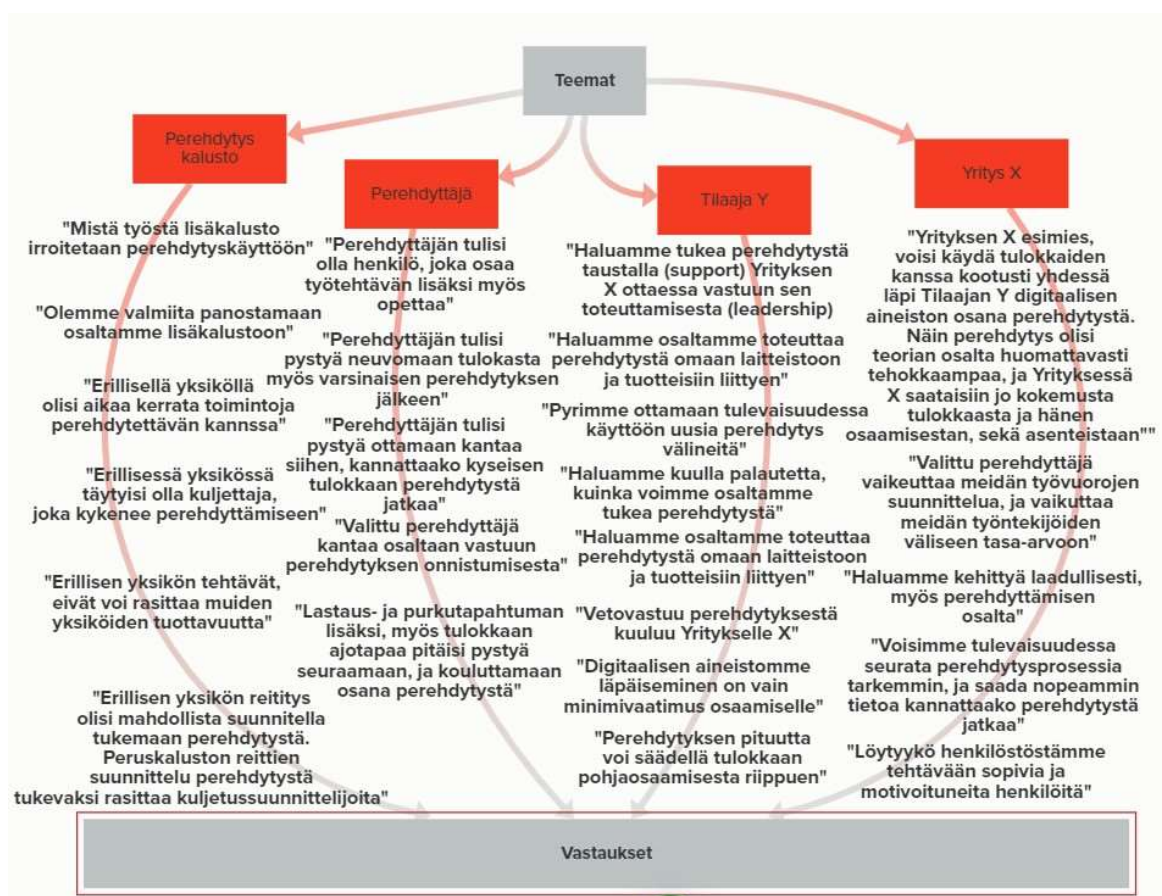 Teemat
Perehdytys
kalusto
"Mistä työstä lisäkalusto
irroitetaan perehdytyskäyttöön"
"Olemme valmiita panostamaan
osaltamme lisäkalustoon"
"Erillisellä yksiköllä
olisi aikaa kerrata toimintoja
perehdytettävän kannssa"
"Erillisessä yksikössä
täytyisi olla kuljettaja,
joka kykenee perehdyttämiseen"
"Erillisen yksikön tehtävät,
eivät voi rasittaa muiden
yksiköiden tuottavuutta"
"Erillisen yksikön reititys
olisi mahdollista suunnitella
tukemaan perehdytystä.
Peruskaluston reittien
suunnittelu perehdytystä
tukevaksi rasittaa kuljetussuunnittelijoita"
Perehdyttäjä
"Perehdyttäjän tulisi
olla henkilö, joka osaa
työtehtävän lisäksi myös
opettaa"
"Perehdyttäjän tulisi
pystyä neuvomaan tulokasta
myös varsinaisen perehdytyksen
jälkeen"
"Perehdyttäjän tulisi
pystyä ottamaan kantaa
siihen, kannattaako kyseisen
tulokkaan perehdytystä
jatkaa"
"Valittu perehdyttäjä
kantaa osaltaan vastuun
perehdytyksen onnistumisesta"
"Lastaus- ja purkutapahtuman
lisäksi, myös tulokkaan
ajotapaa pitäisi pystyä
seuraamaan, ja kouluttamaan
osana perehdytystä"
Tilaaja Y
"Haluamme tukea perehdytystä
taustalla (support) Yrityksen
X ottaessa vastuun sen
toteuttamisesta (leadership)
"Haluamme osaltamme toteuttaa
perehdytystä omaan laitteistoon
ja tuotteisiin liittyen"
"Pyrimme ottamaan tulevaisuudessa
käyttöön uusia perehdytys
välineitä"
"Haluamme kuulla palautetta,
kuinka voimme osaltamme
tukea perehdytystä"
"Haluamme osaltamme toteuttaa
perehdytystä omaan laitteistoon
ja tuotteisiin liittyen"
"Vetovastuu perehdytyksestä
kuuluu Yritykselle X"
"Digitaalisen aineistomme
läpäiseminen on vain
minimivaatimus osaamiselle"
"Perehdytyksen pituutta
voi säädellä tulokkaan
pohjaosaamisesta riippuen"
Yritys X
"Yrityksen X esimies,
voisi käydä tulokkaiden
kanssa kootusti yhdessä
läpi Tilaajan Y digitaalisen
aineiston osana perehdytystä.
Näin perehdytys olisi
teorian osalta huomattavasti
tehokkaampaa, ja Yrityksessä
X saataisiin jo kokemusta
tulokkaasta ja hänen
osaamisestan, sekä asenteistaan""
"Valittu perehdyttäjä
vaikeuttaa meidän työvuorojen
suunnittelua, ja vaikuttaa
meidän työntekijöiden
väliseen tasa-arvoon"
"Haluamme kehittyä laadullisesti,
myös perehdyttämisen
osalta"
"Voisimme tulevaisuudessa
seurata perehdytysprosessia
tarkemmin, ja saada nopeammin
tietoa kannattaako perehdytystä
jatkaa"
"Löytyykö henkilöstöstämme
tehtävään sopivia ja
motivoituneita henkilöitä"
Vastaukset